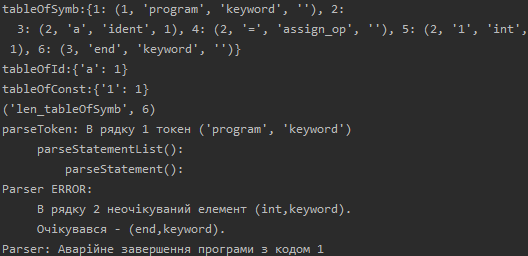 tableOfSymb:{1: (1, 'program', 'keyword', ''), 2:
3: (2, 'a', 'ident', 1), 4: (2, '=', 'assign_op', ''), 5: (2, '1', 'int',
1), 6: (3, 'end', 'keyword', '')}
tableOfId:{'a': 1}
tableOfConst:{'1': 1}
('len_tableOfSymb', 6)
parseToken: В рядку 1 токен ('program', 'keyword')
parseStatementList():
parseStatement():
Parser ERROR:
В рядку 2 неочікуваний елемент (int,keyword).
Очікувався - (end,keyword).
Parser: Аварійне завершення програми з кодом 1